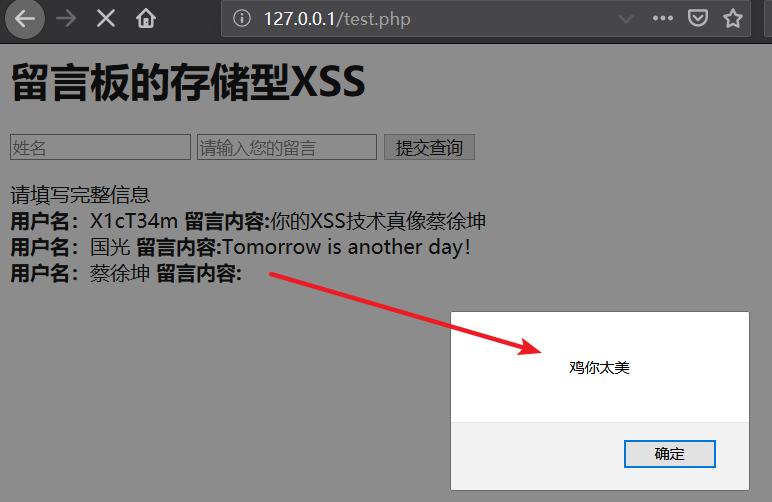 127.0.0.1/test.php
留言板的存储型XSS
姓名 请输入您的留言 提交查询
请填写完整信息
用户名：X1cT34m 留言内容:你的XSS技术真像蔡徐坤
用户名：国光 留言内容:Tomorrow is another day!
用户名：蔡徐坤 留言内容:
鸡你太美
确定